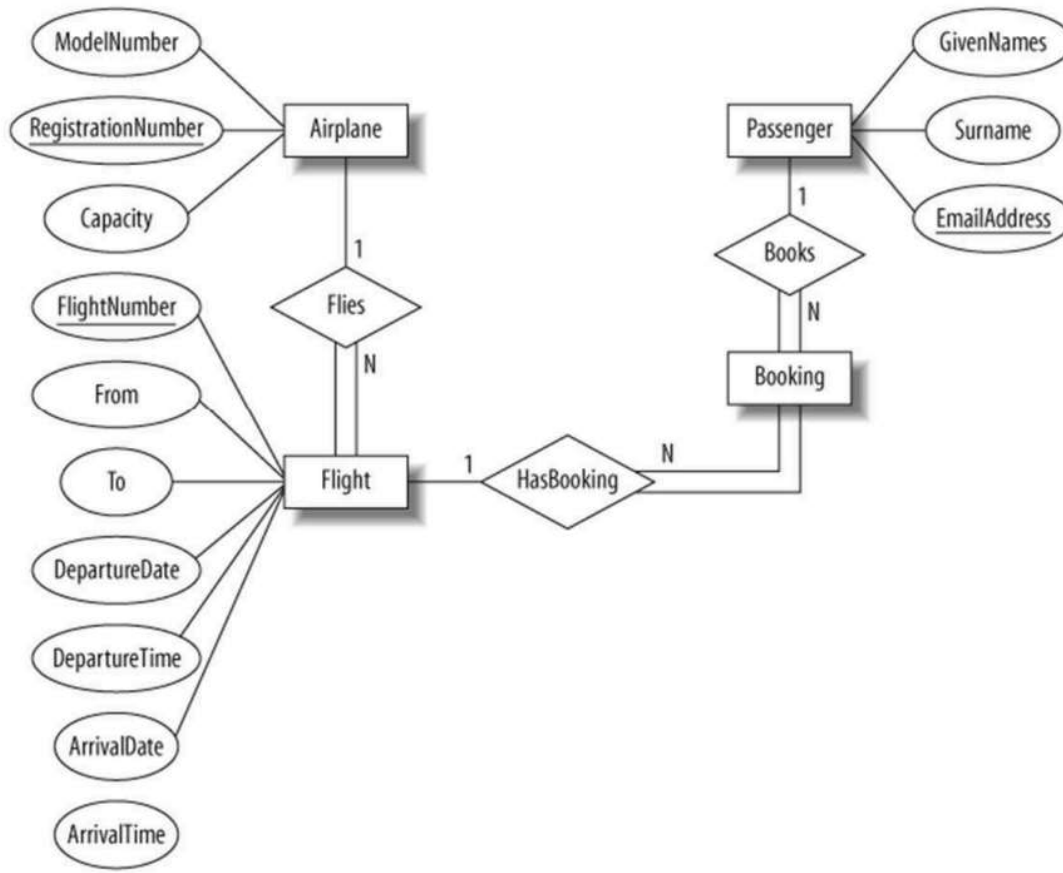 ModelNumber
GivenNames
RegistrationNumber
Airplane
Passenger
Surname
Capacity
1
EmailAddress
1
Books
FlightNumber
Flies
N
N
Booking
From
1
N
To
Flight
HasBooking
DepartureDate
DepartureTime
ArrivalDate
ArrivalTime